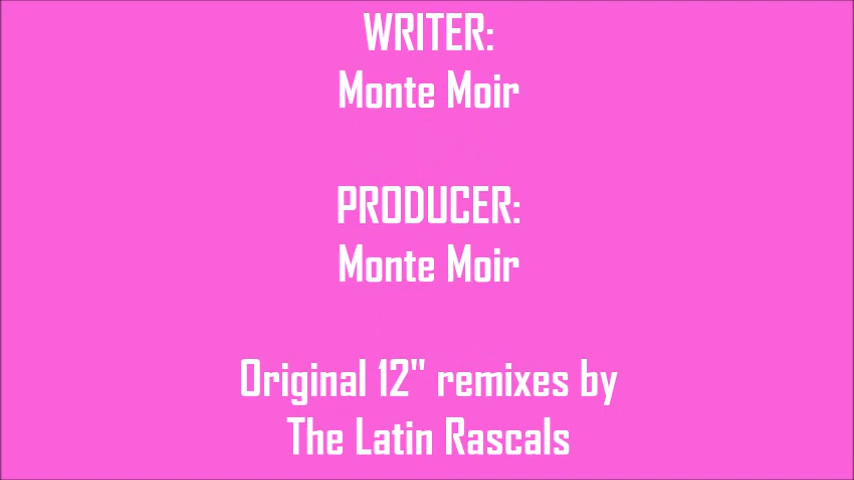 WRITER:
Monte Moir
PRODUCER:
Monte Moir
Original 12" remixes by
The Latin Rascals